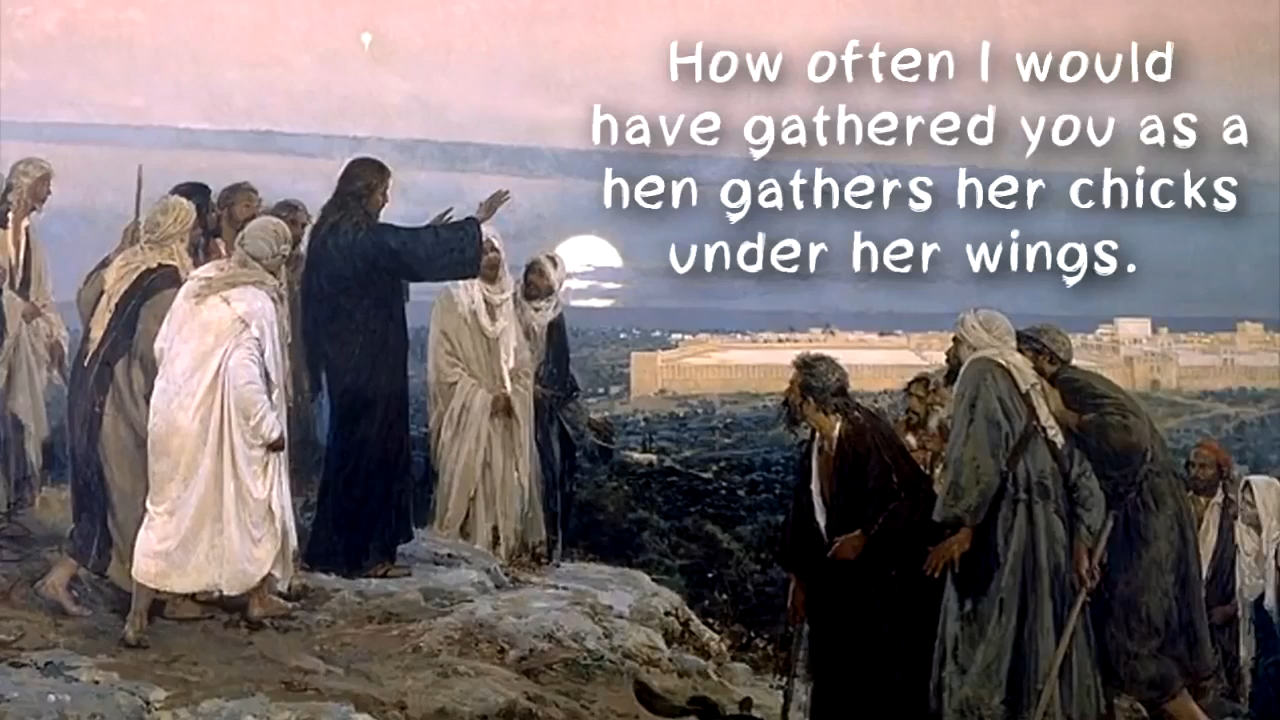 How often I would
have gathered you as a
hen gathers her chicks
under her wings.